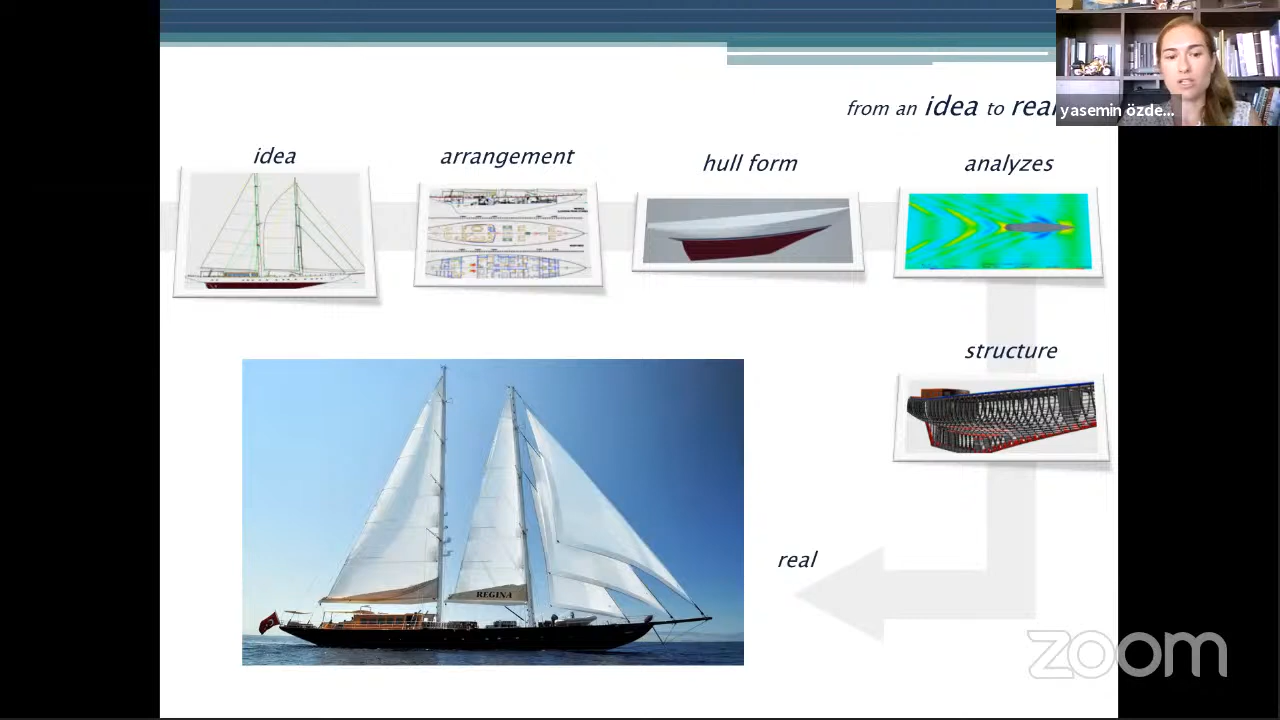 from an idea to real
yasemin özde...
idea
arrangement
hull form
analyzes
structure
REGINA
real
zoom